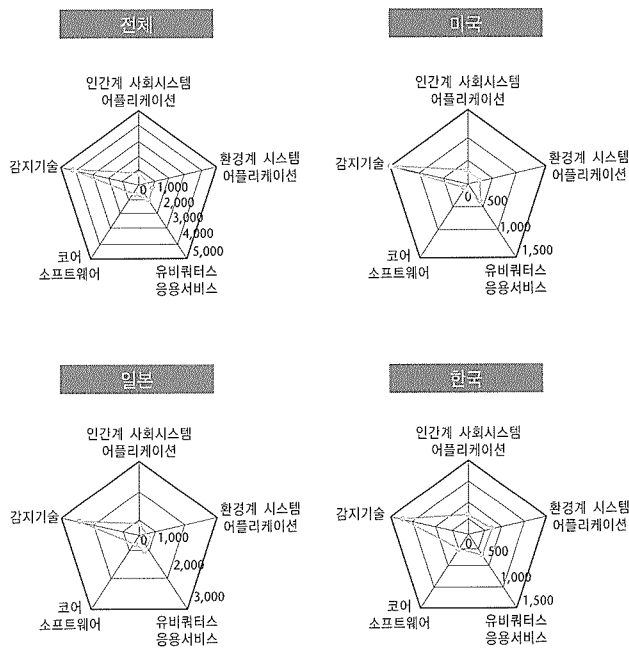 전체
인간계 사회시스템
어플리케이션
감지기술
환경계 시스템
어플리케이션
0
1,000
2,000
3,000
4,000
5,000
코어
소프트웨어
유비쿼터스
응용서비스
미국
인간계 사회시스템
어플리케이션
감지기술
환경계 시스템
어플리케이션
0
500
1,000
1,500
코어
소프트웨어
유비쿼터스
응용서비스
일본
인간계 사회시스템
어플리케이션
감지기술
환경계 시스템
어플리케이션
0
1,000
2,000
3,000
코어
소프트웨어
유비쿼터스
응용서비스
한국
인간계 사회시스템
어플리케이션
감지기술
환경계 시스템
어플리케이션
0
500
1,000
1,500
코어
소프트웨어
유비쿼터스
응용서비스